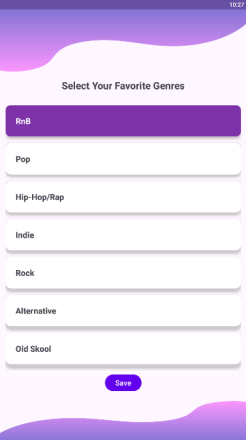 10:27
Select Your Favorite Genres
RnB
Pop
Hip-Hop/Rap
Indie
Rock
Alternative
Old Skool
Save